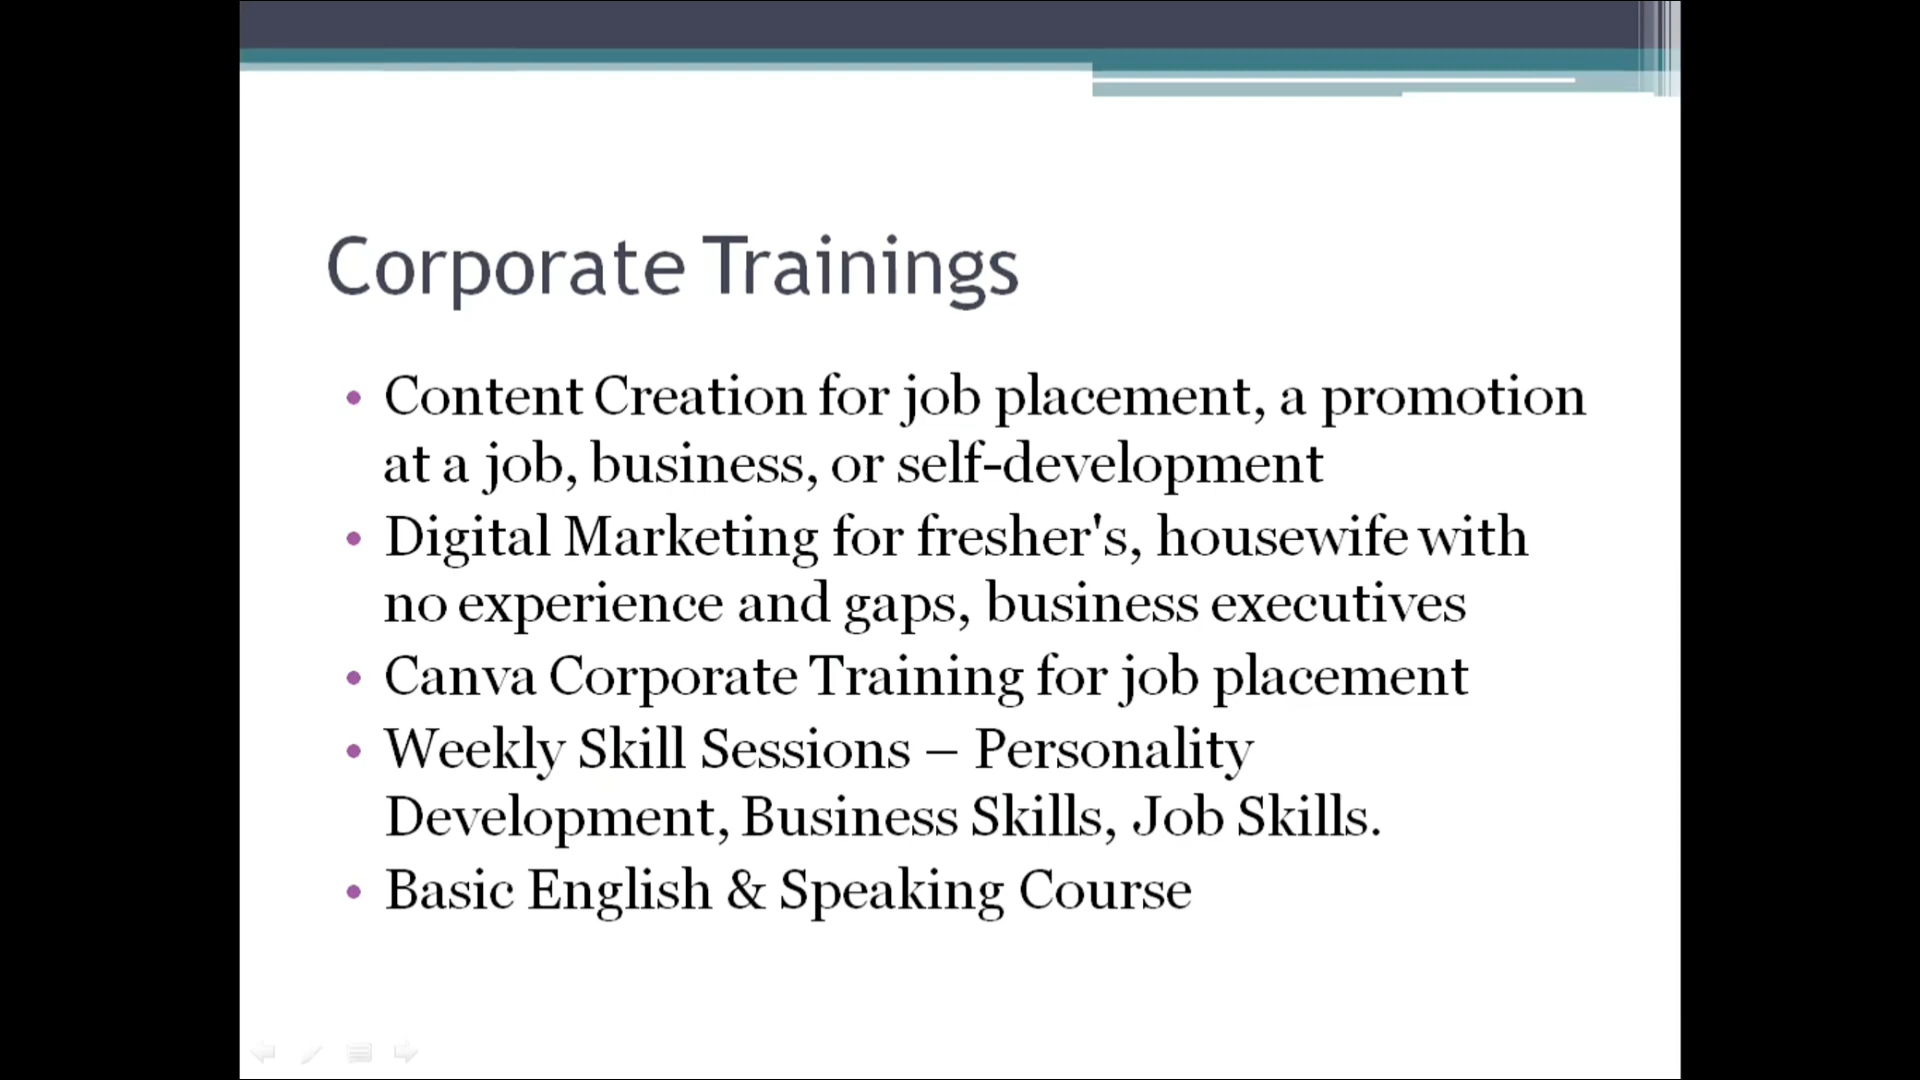 Corporate Trainings
• Content Creation for job placement, a promotion
at a job, business, or self-development
• Digital Marketing for fresher's, housewife with
no experience and gaps, business executives
• Canva Corporate Training for job placement
• Weekly Skill Sessions – Personality
Development, Business Skills, Job Skills.
• Basic English & Speaking Course